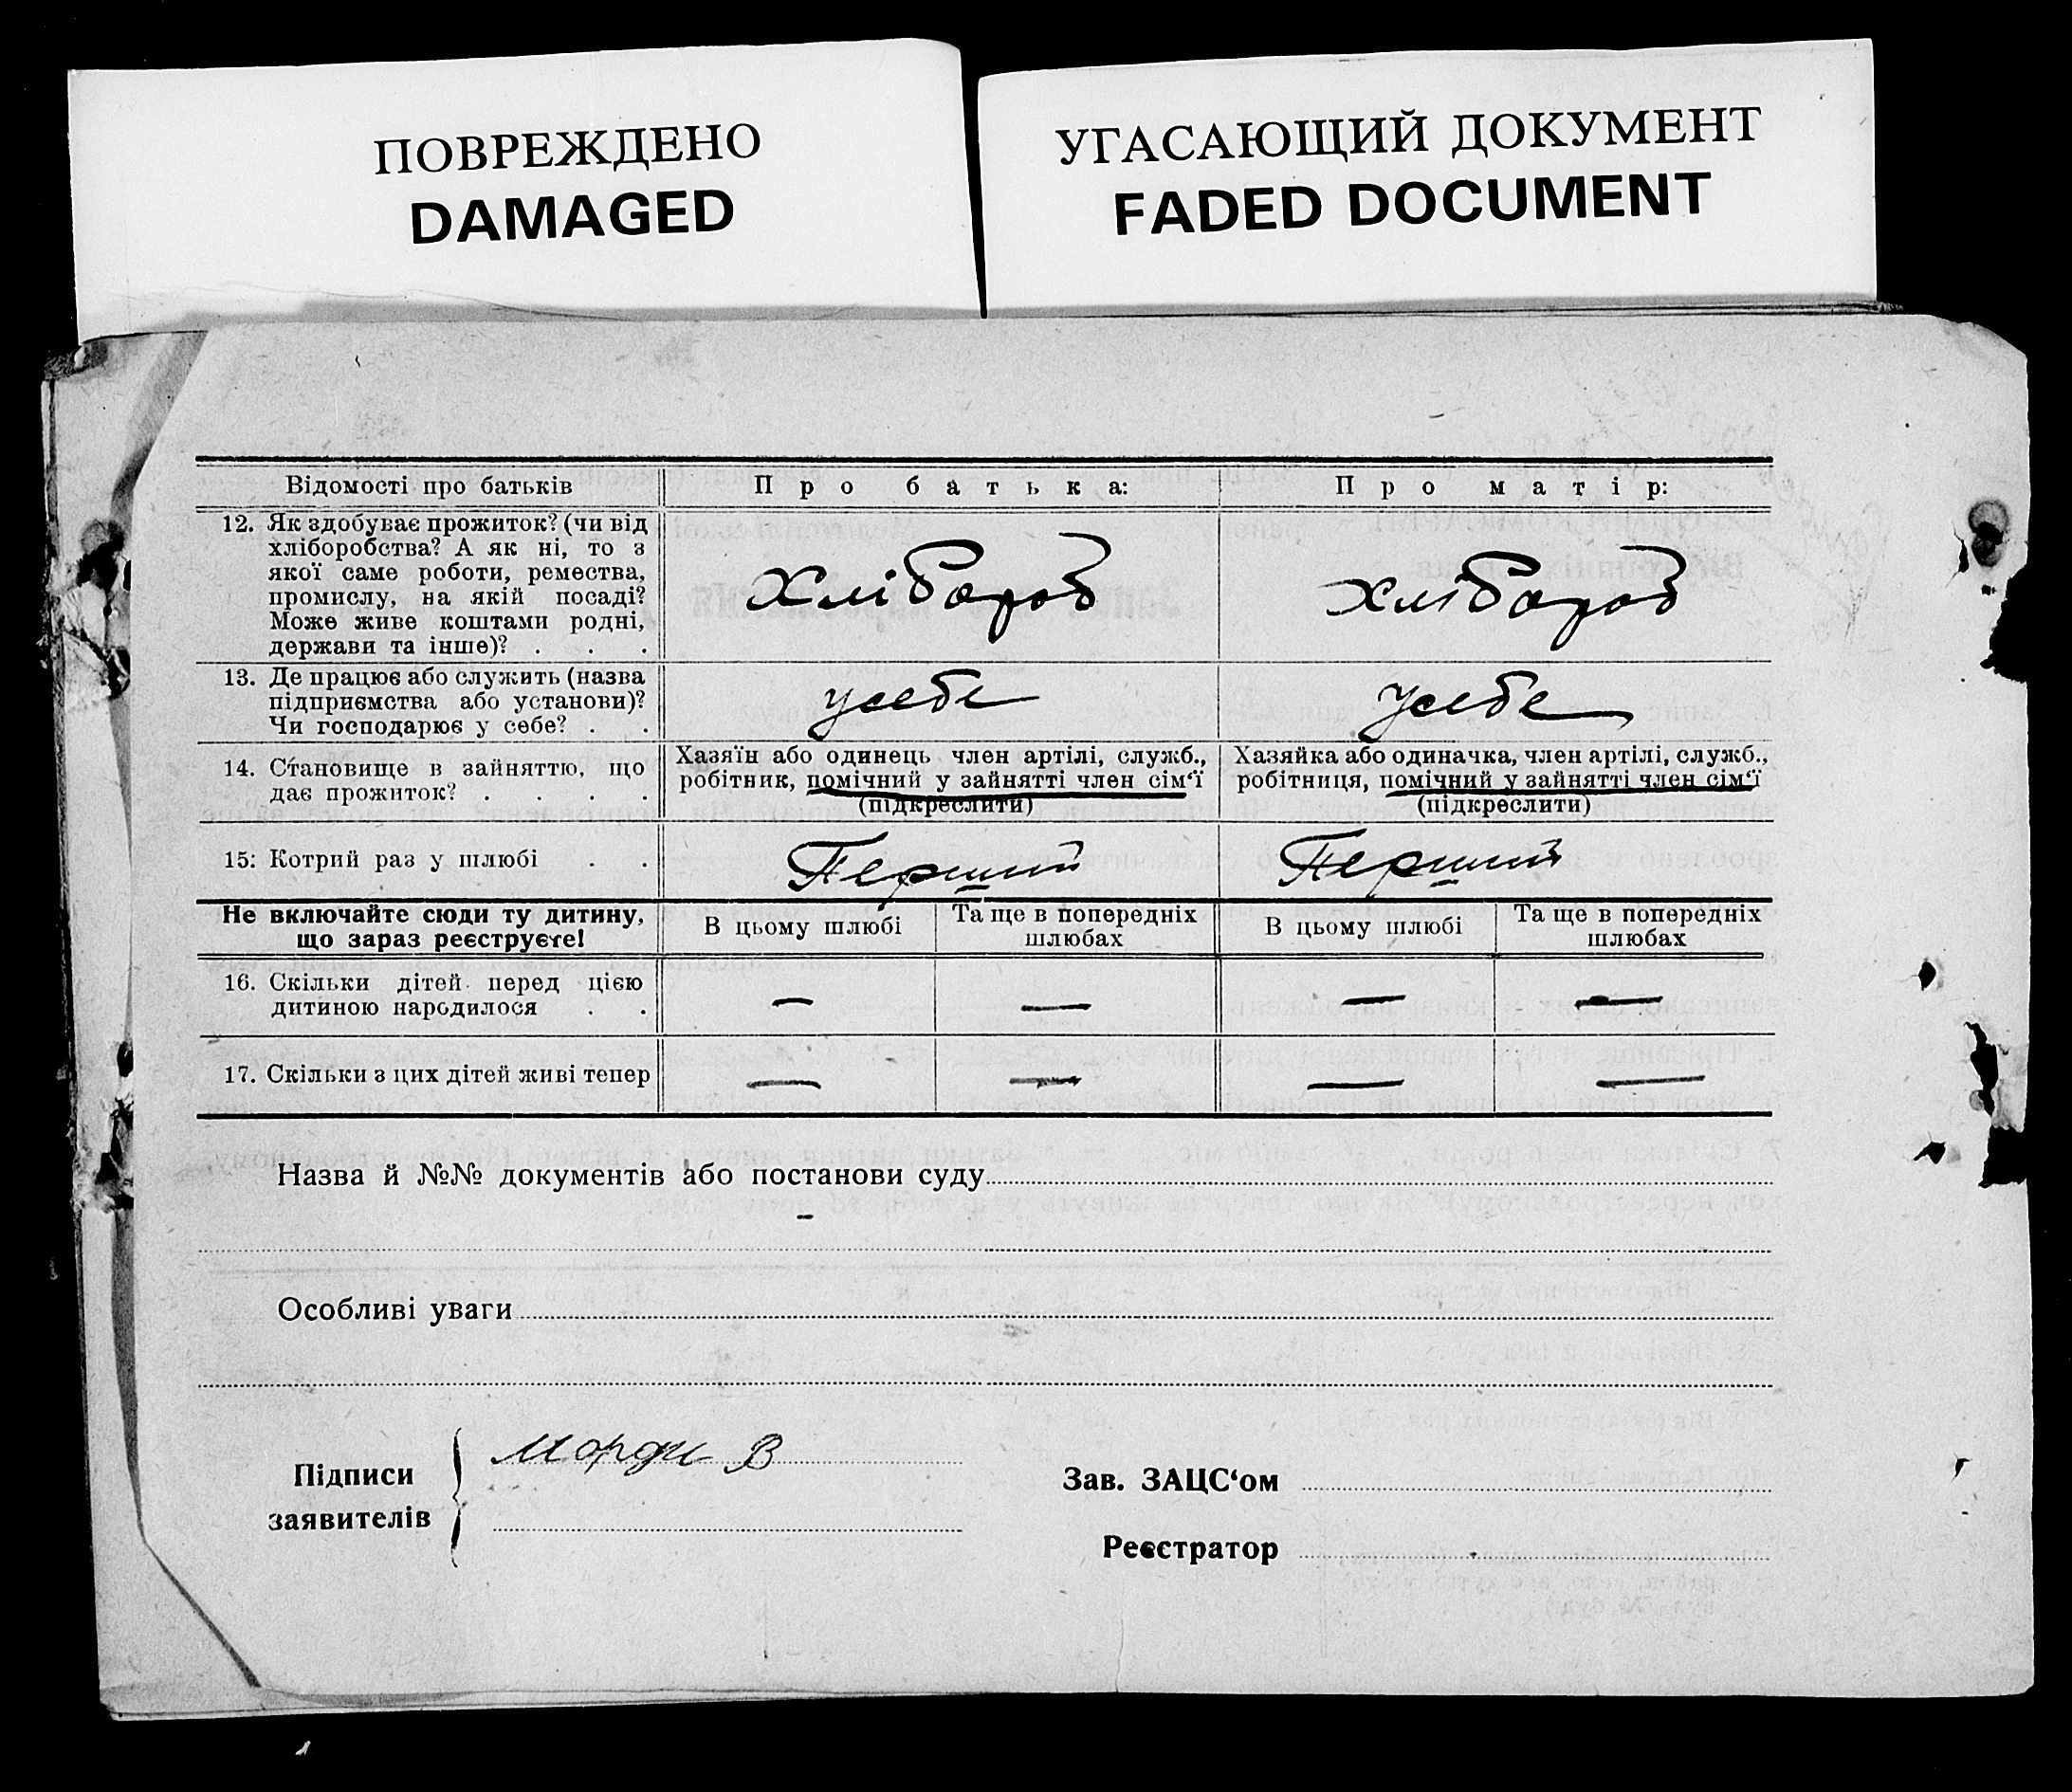 ПОВРЕЖДЕНО
DAMAGED
УГАСАЮЩИЙ ДОКУМЕНТ
FADED DOCUMENT
Відомості про батьків
Про батька:
Про матір:
12. Як здобуває прожиток? (чи від
хліборобства? А як ні, то з
якої саме роботи, ремества,
промислу, на якій посаді?
Може живе коштами родні,
держави та інше)? . . .
Хлібороб
Хлібороб
13. Де працює або служить (назва
підприємства або установи)?
Чи господарює у себе? . .
усебе
усебе
14. Становище в зайняттю, що
дає прожиток? . . . .
Хазяїн або одинець член артілі, служб.,
робітник, помічний у зайнятті член сім‘ї
(підкреслити)
Хазяйка або одиначка, член артілі, служб.,
робітниця, помічний у зайнятті член сім‘ї
(підкреслити)
15: Котрий раз у шлюбі . .
Перший
Перший
Не включайте сюди ту дитину,
що зараз реєструєте!
В цьому шлюбі
Та ще в попередніх
шлюбах
В цьому шлюбі
Та ще в попередніх
шлюбах
16. Скільки дітей перед цією
дитиною народилося . .
—
—
—
—
17. Скільки з цих дітей живі тепер
—
—
—
—
Назва й №№ документів або постанови суду
–
Особливі уваги
Підписи
заявителів
В
Зав. ЗАЦС‘ом
Реєстратор